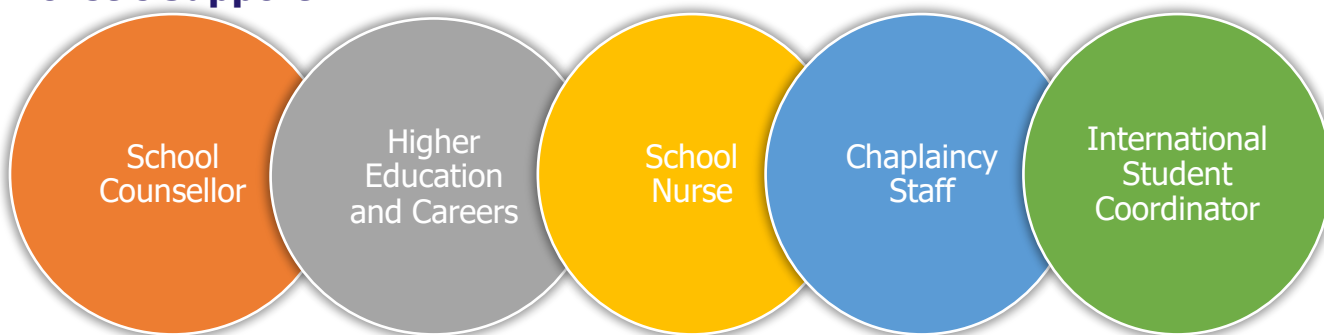 School
Counsellor
Higher
Education
and Careers
School
Nurse
Chaplaincy
Staff
International
Student
Coordinator